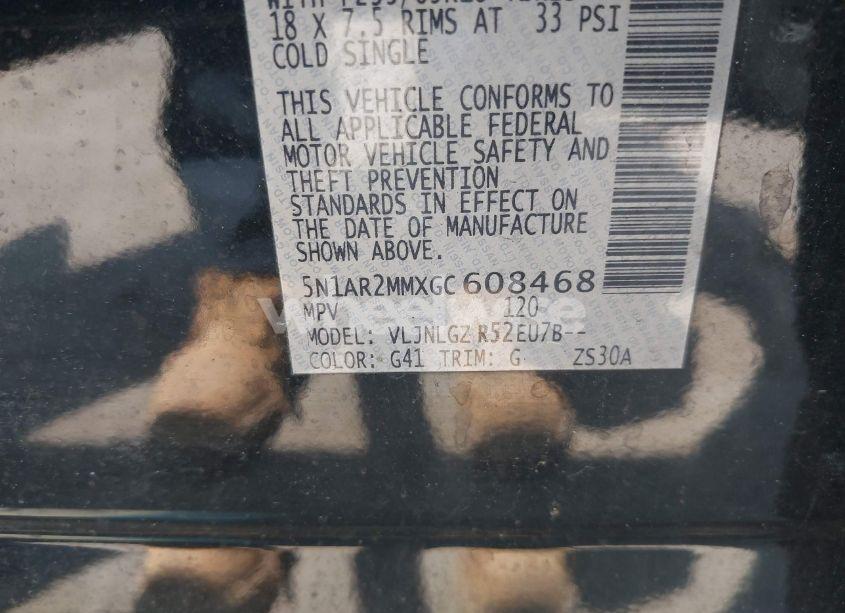 18 X 7.5 RIMS AT 33 PSI
COLD SINGLE
THIS VEHICLE CONFORMS TO
ALL APPLICABLE FEDERAL
MOTOR VEHICLE SAFETY AND
THEFT PREVENTION
STANDARDS IN EFFECT ON
THE DATE OF MANUFACTURE
SHOWN ABOVE.
5N1AR2MMXGC608468
MPV 120
MODEL: VLJNLGZ R52EU7B--
COLOR: G41 TRIM: G ZS30A